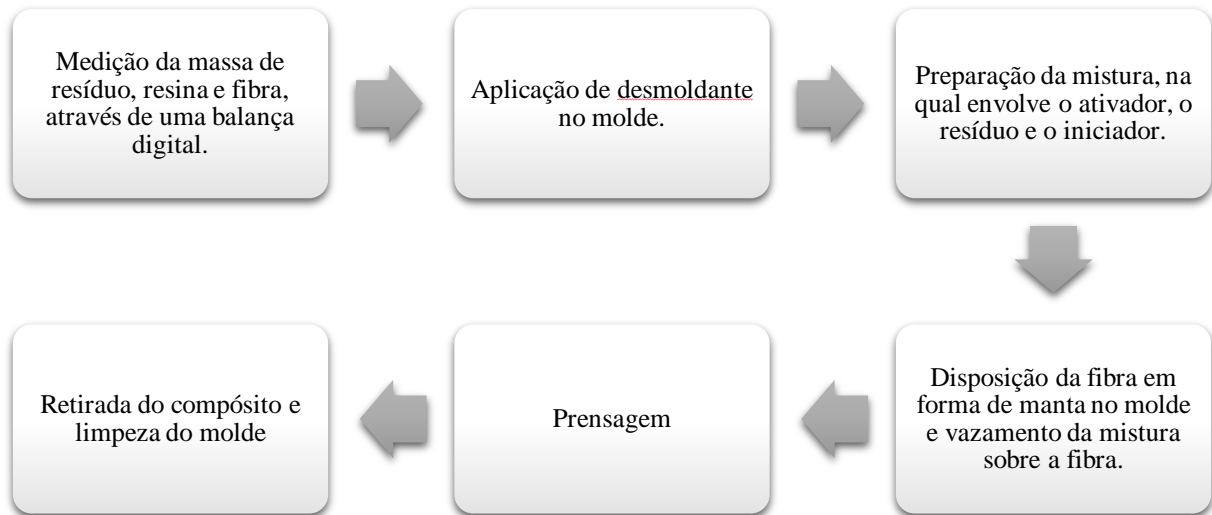 Medição da massa de
resíduo, resina e fibra,
através de uma balança
digital.
Aplicação de desmoldante
no molde.
Preparação da mistura, na
qual envolve o ativador, o
resíduo e o iniciador.
Disposição da fibra em
forma de manta no molde
e vazamento da mistura
sobre a fibra.
Prensagem
Retirada do compósito e
limpeza do molde